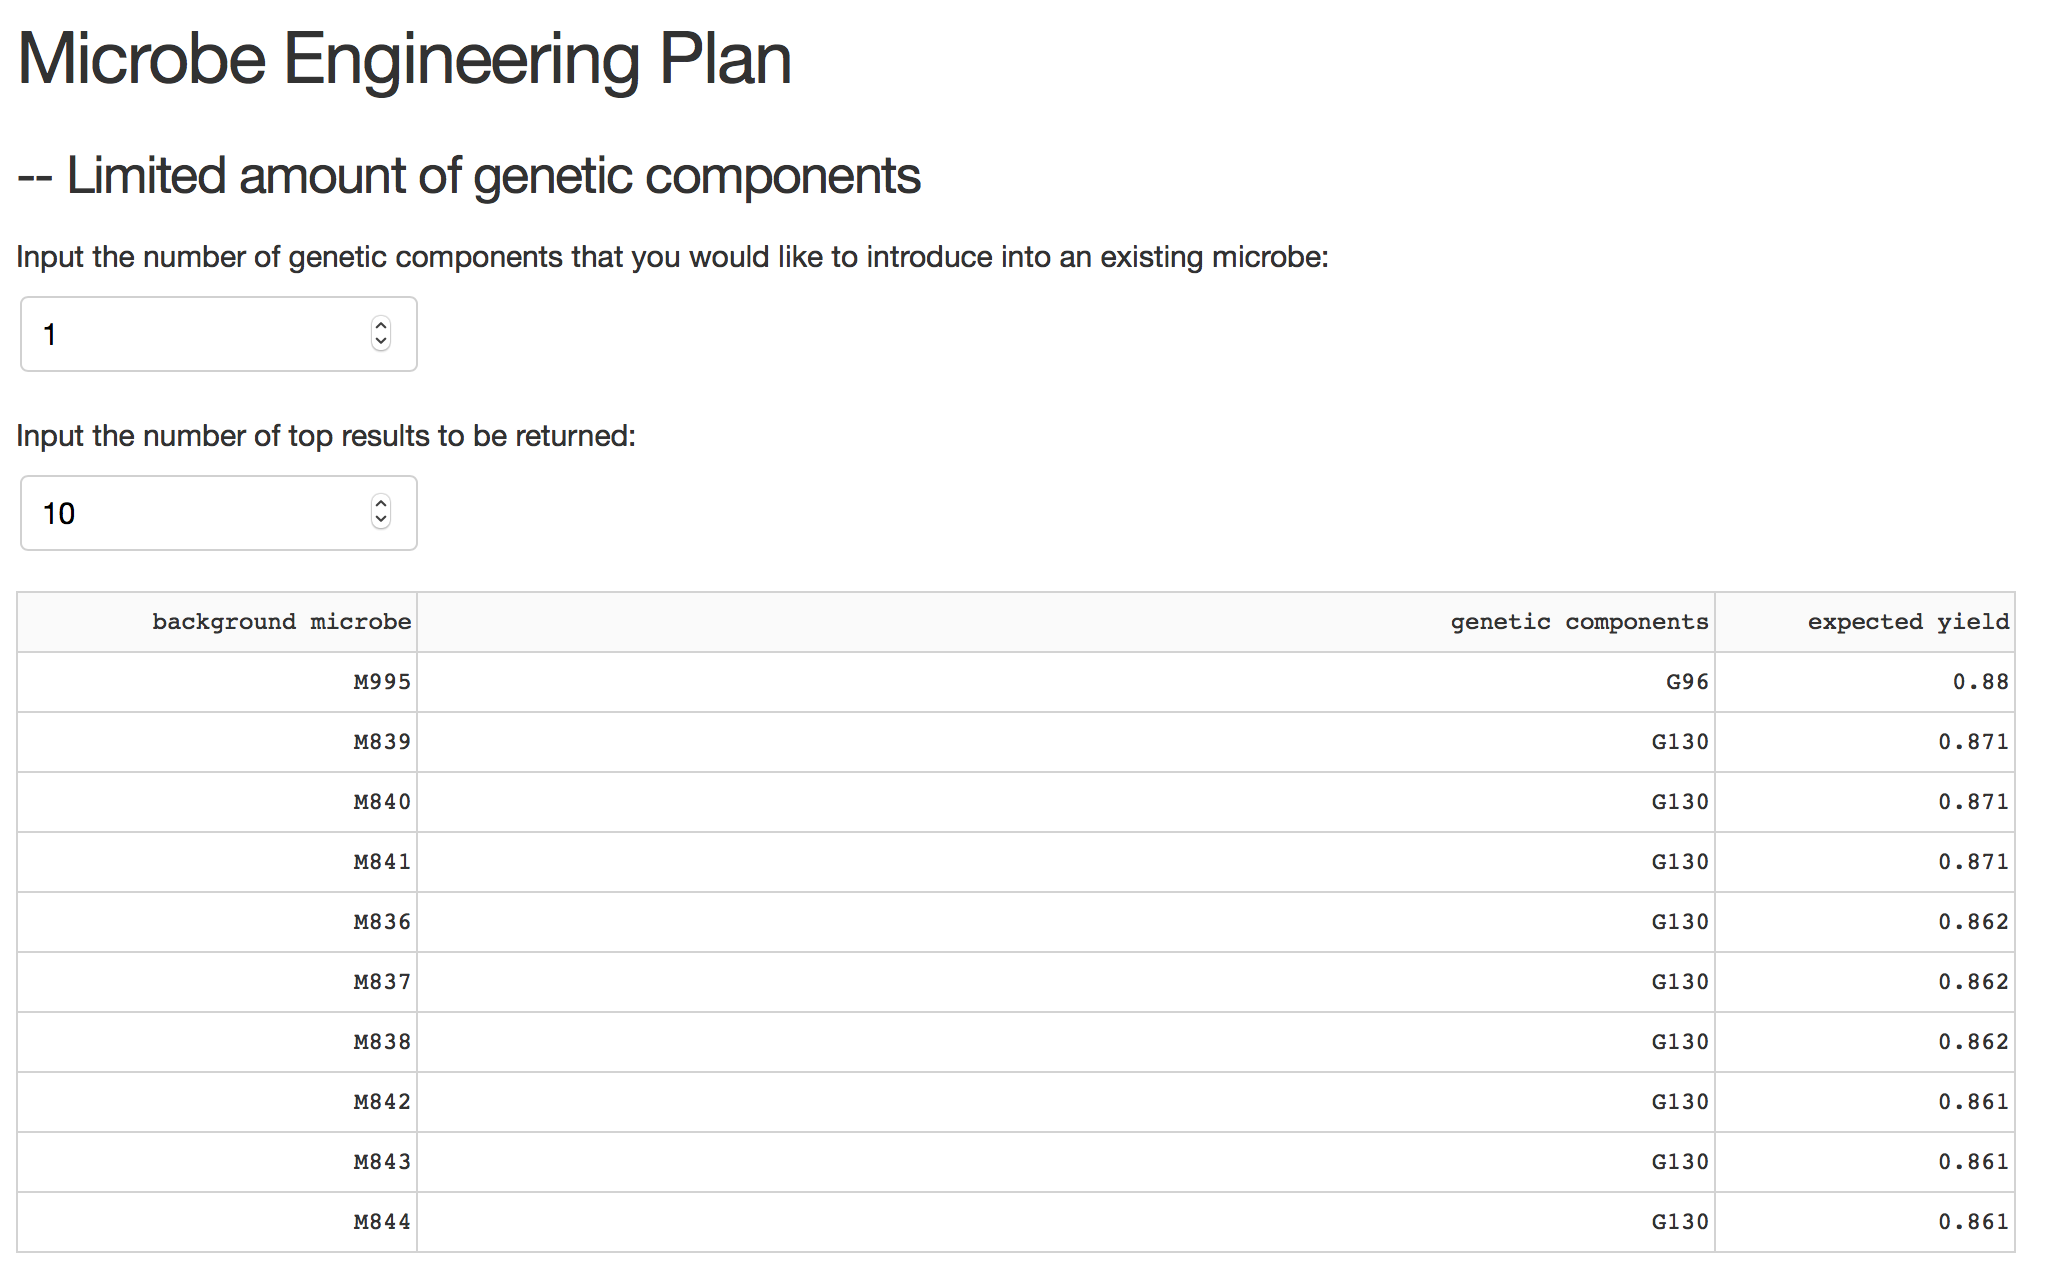 Microbe Engineering Plan
-- Limited amount of genetic components
Input the number of genetic components that you would like to introduce into an existing microbe:
1
Input the number of top results to be returned:
10
background microbe genetic components expected yield
M995 G96 0.88
M839 G130 0.871
M840 G130 0.871
M841 G130 0.871
M836 G130 0.862
M837 G130 0.862
M838 G130 0.862
M842 G130 0.861
M843 G130 0.861
M844 G130 0.861